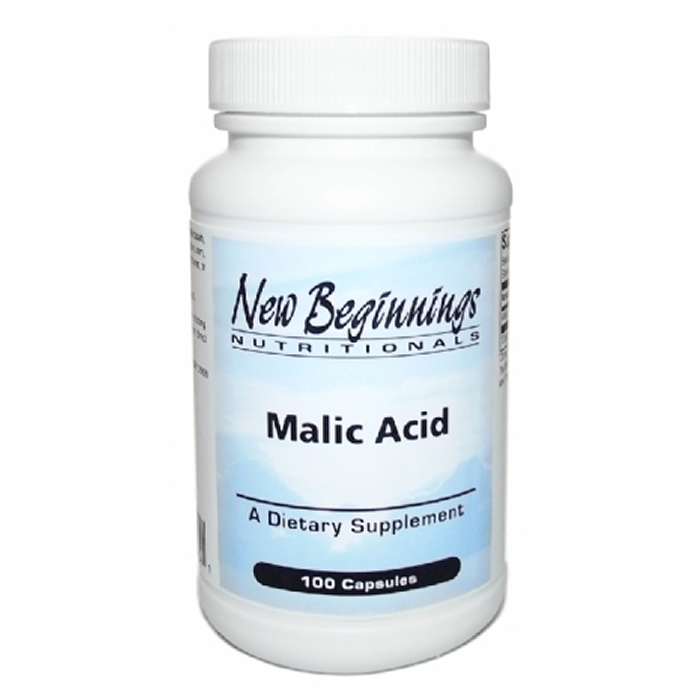 New Beginnings
NUTRITIONALS
Malic Acid
A Dietary Supplement
100 Capsules